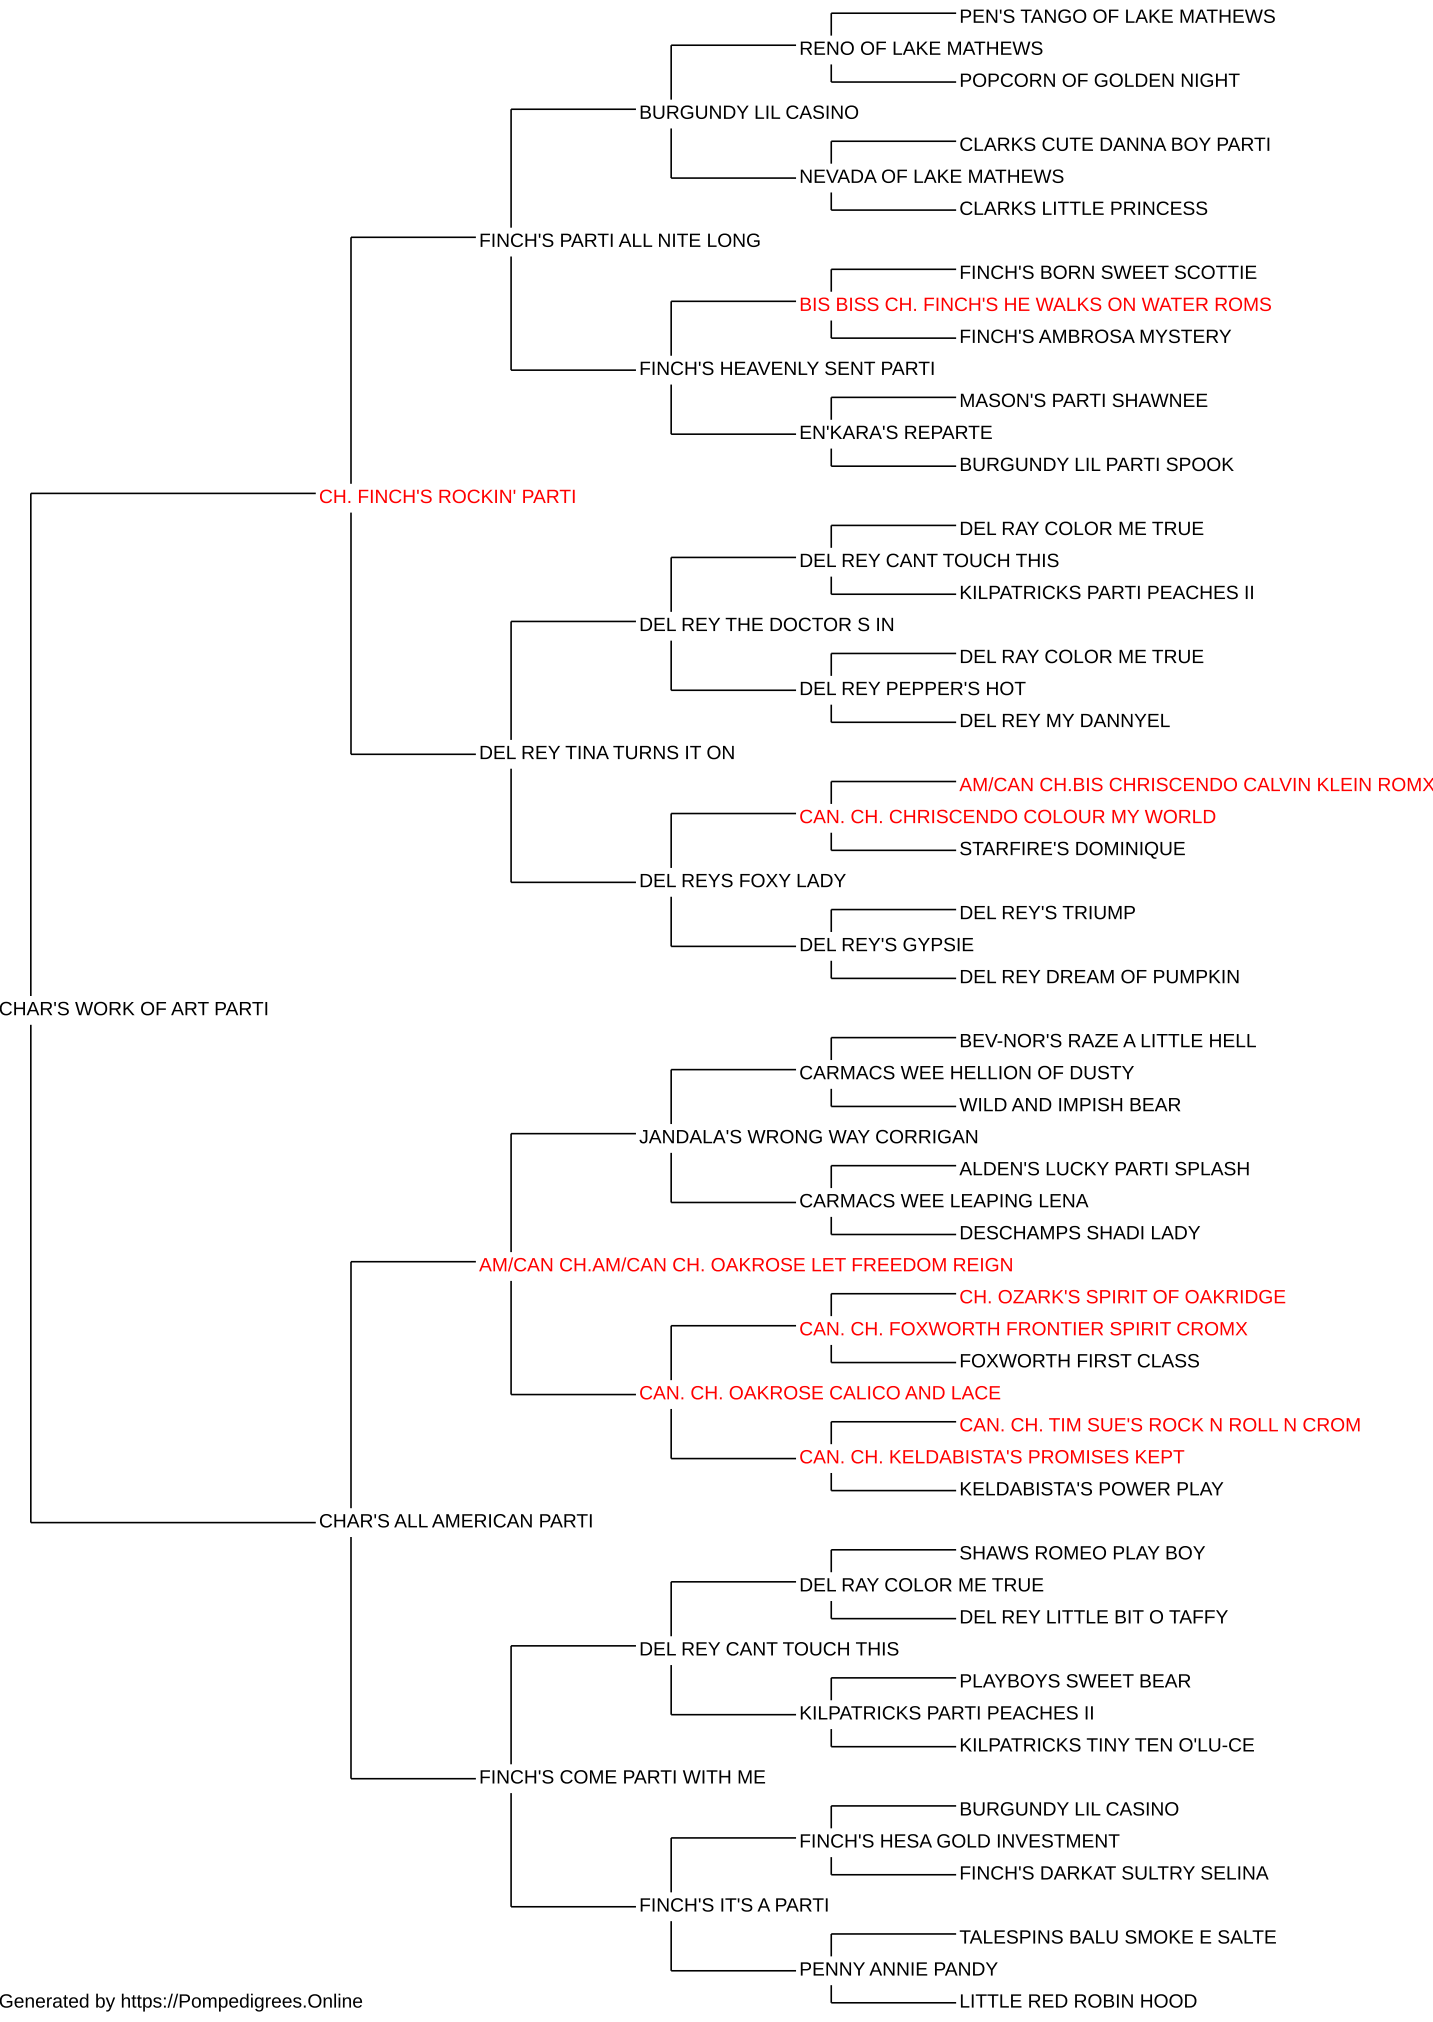 PEN'S TANGO OF LAKE MATHEWS
RENO OF LAKE MATHEWS
POPCORN OF GOLDEN NIGHT
BURGUNDY LIL CASINO
CLARKS CUTE DANNA BOY PARTI
NEVADA OF LAKE MATHEWS
CLARKS LITTLE PRINCESS
FINCH'S PARTI ALL NITE LONG
FINCH'S BORN SWEET SCOTTIE
BIS BISS CH. FINCH'S HE WALKS ON WATER ROMS
FINCH'S AMBROSA MYSTERY
FINCH'S HEAVENLY SENT PARTI
MASON'S PARTI SHAWNEE
EN'KARA'S REPARTE
BURGUNDY LIL PARTI SPOOK
CH. FINCH'S ROCKIN' PARTI
DEL RAY COLOR ME TRUE
DEL REY CANT TOUCH THIS
KILPATRICKS PARTI PEACHES II
DEL REY THE DOCTOR S IN
DEL RAY COLOR ME TRUE
DEL REY PEPPER'S HOT
DEL REY MY DANNYEL
DEL REY TINA TURNS IT ON
AM/CAN CH.BIS CHRISCENDO CALVIN KLEIN ROMX
CAN. CH. CHRISCENDO COLOUR MY WORLD
STARFIRE'S DOMINIQUE
DEL REYS FOXY LADY
DEL REY'S TRIUMP
DEL REY'S GYPSIE
DEL REY DREAM OF PUMPKIN
CHAR'S WORK OF ART PARTI
BEV-NOR'S RAZE A LITTLE HELL
CARMACS WEE HELLION OF DUSTY
WILD AND IMPISH BEAR
JANDALA'S WRONG WAY CORRIGAN
ALDEN'S LUCKY PARTI SPLASH
CARMACS WEE LEAPING LENA
DESCHAMPS SHADI LADY
AM/CAN CH.AM/CAN CH. OAKROSE LET FREEDOM REIGN
CH. OZARK'S SPIRIT OF OAKRIDGE
CAN. CH. FOXWORTH FRONTIER SPIRIT CROMX
FOXWORTH FIRST CLASS
CAN. CH. OAKROSE CALICO AND LACE
CAN. CH. TIM SUE'S ROCK N ROLL N CROM
CAN. CH. KELDABISTA'S PROMISES KEPT
KELDABISTA'S POWER PLAY
CHAR'S ALL AMERICAN PARTI
SHAWS ROMEO PLAY BOY
DEL RAY COLOR ME TRUE
DEL REY LITTLE BIT O TAFFY
DEL REY CANT TOUCH THIS
PLAYBOYS SWEET BEAR
KILPATRICKS PARTI PEACHES II
KILPATRICKS TINY TEN O'LU-CE
FINCH'S COME PARTI WITH ME
BURGUNDY LIL CASINO
FINCH'S HESA GOLD INVESTMENT
FINCH'S DARKAT SULTRY SELINA
FINCH'S IT'S A PARTI
TALESPINS BALU SMOKE E SALTE
PENNY ANNIE PANDY
LITTLE RED ROBIN HOOD
Generated by https://Pompedigrees.Online